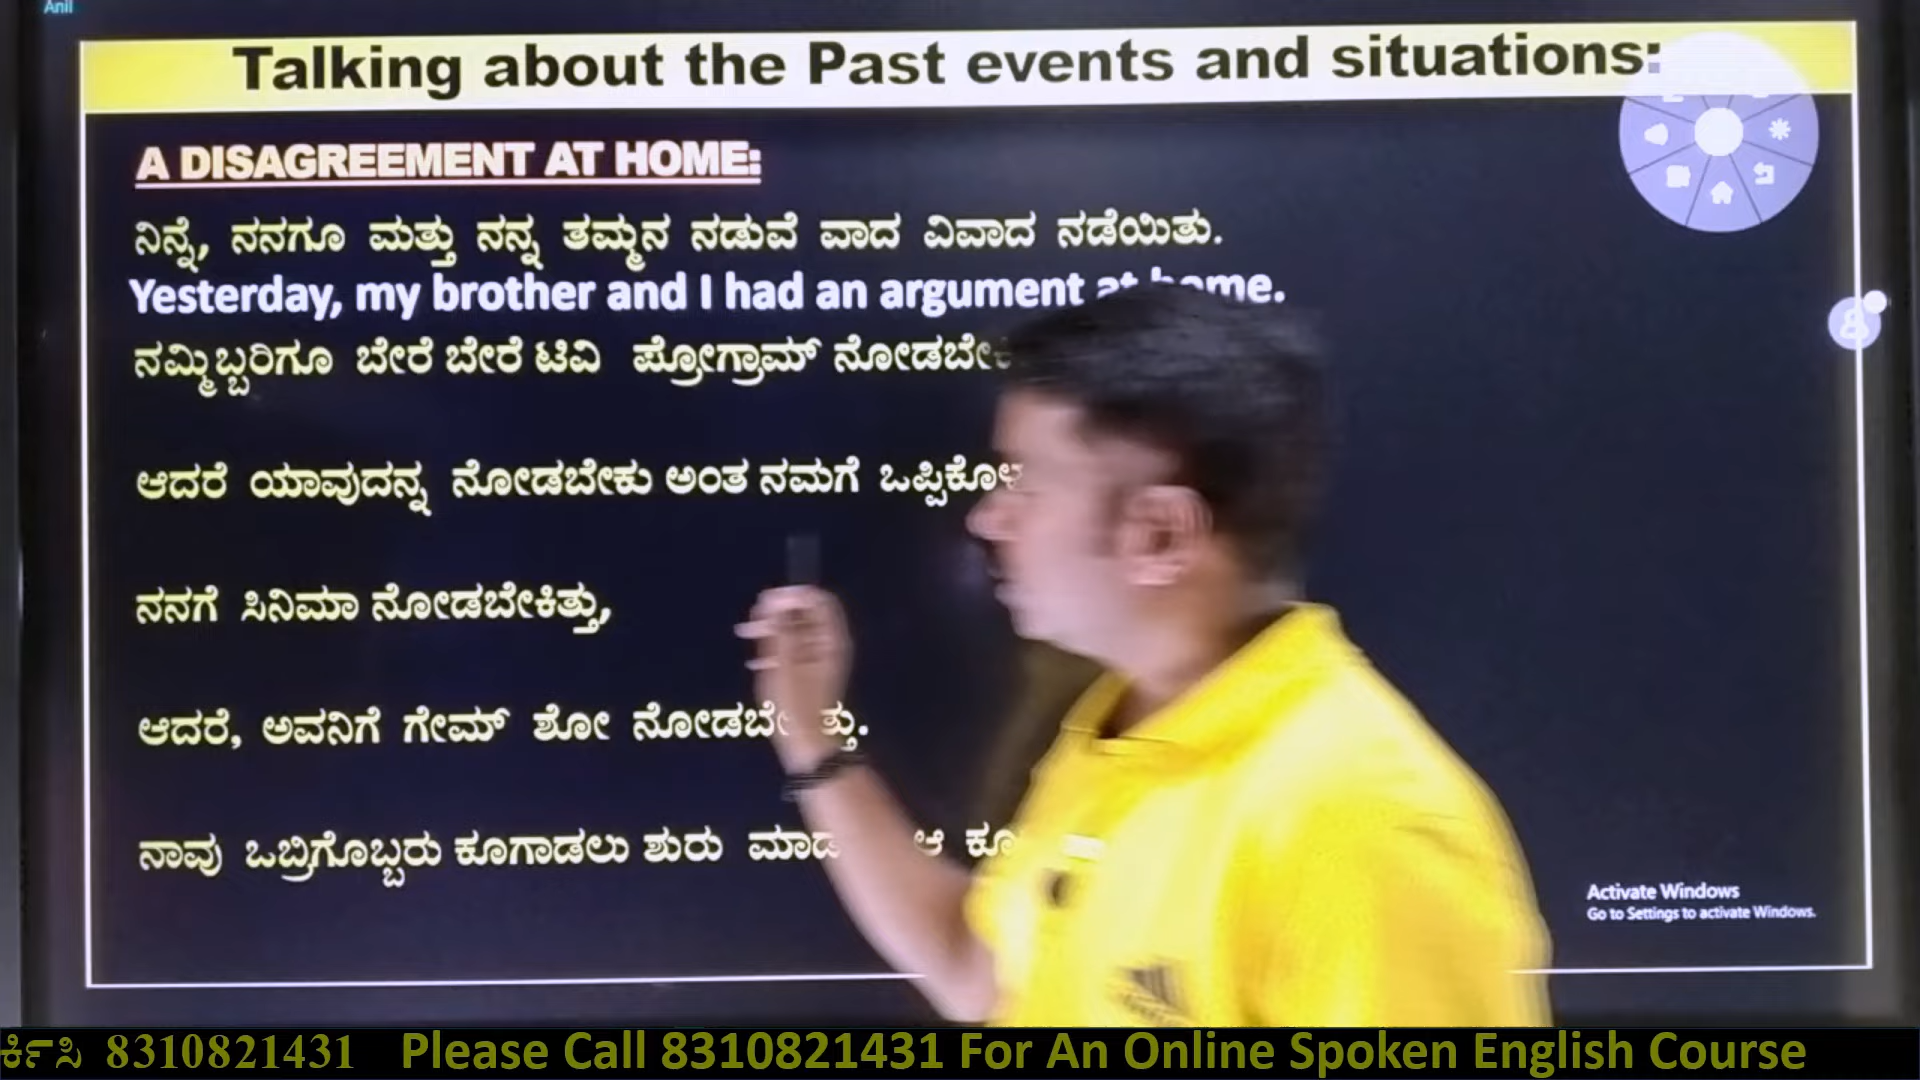 Anil
Talking about the Past events and situations:
A DISAGREEMENT AT HOME:
ನಿನ್ನೆ, ನನಗೂ ಮತ್ತು ನನ್ನ ತಮ್ಮನ ನಡುವೆ ವಾದ ವಿವಾದ ನಡೆಯಿತು.
Yesterday, my brother and I had an argument at home.
ನಮ್ಮಿಬ್ಬರಿಗೂ ಬೇರೆ ಬೇರೆ ಟಿವಿ ಪ್ರೋಗ್ರಾಮ್
ಆದರೆ ಯಾವುದನ್ನ ನೋಡಬೇಕು ಅಂತ ನಮಗೆ
ನನಗೆ ಸಿನಿಮಾ ನೋಡಬೇಕಿತ್ತು,
ಆದರೆ, ಅವನಿಗೆ ಗೇಮ್ ಶೋ
ನಾವು ಒಬ್ರಿಗೊಬ್ಬರು ಕೂಗಾಡಲು ಶುರು
Activate Windows
Go to Settings to activate Windows.
8310821431 Please Call 8310821431 For An Online Spoken English Course